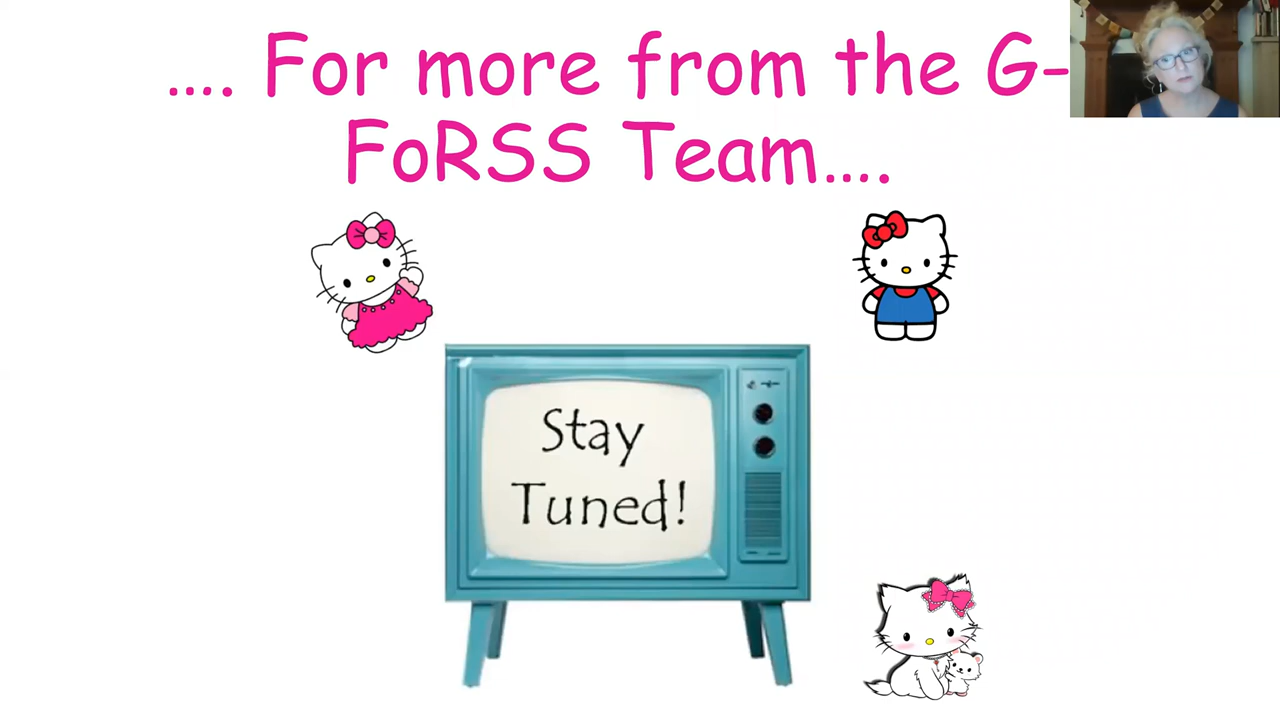 .... For more from the G-
FoRSS Team....
Stay
Tuned!